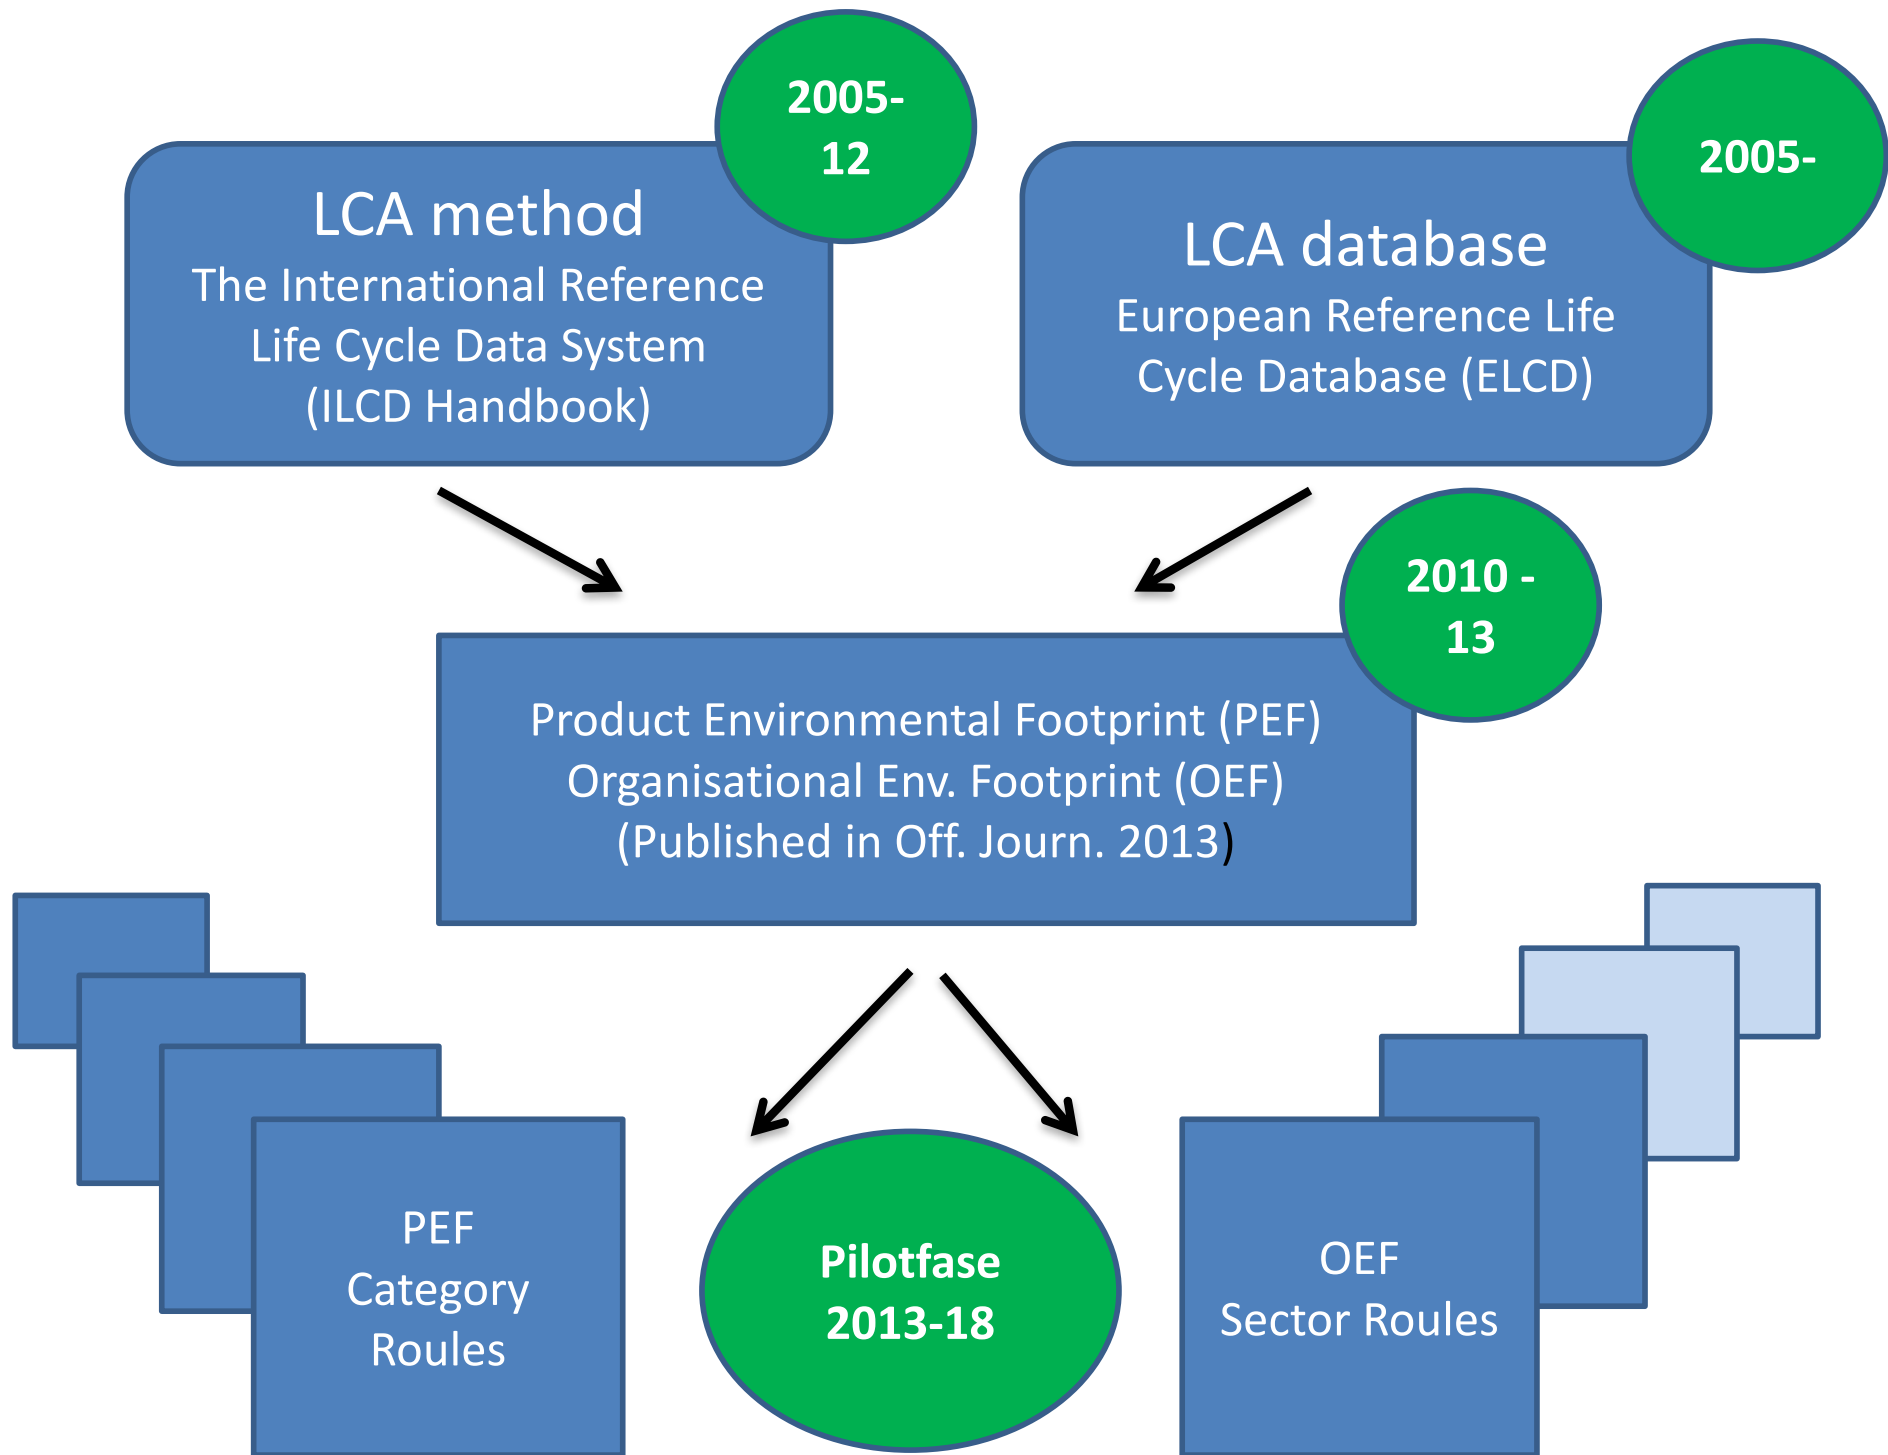 2005-
12
LCA method
The International Reference
Life Cycle Data System
(ILCD Handbook)
2005-
LCA database
European Reference Life
Cycle Database (ELCD)
2010 -
13
Product Environmental Footprint (PEF)
Organisational Env. Footprint (OEF)
(Published in Off. Journ. 2013)
PEF
Category
Roules
Pilotfase
2013-18
OEF
Sector Roules